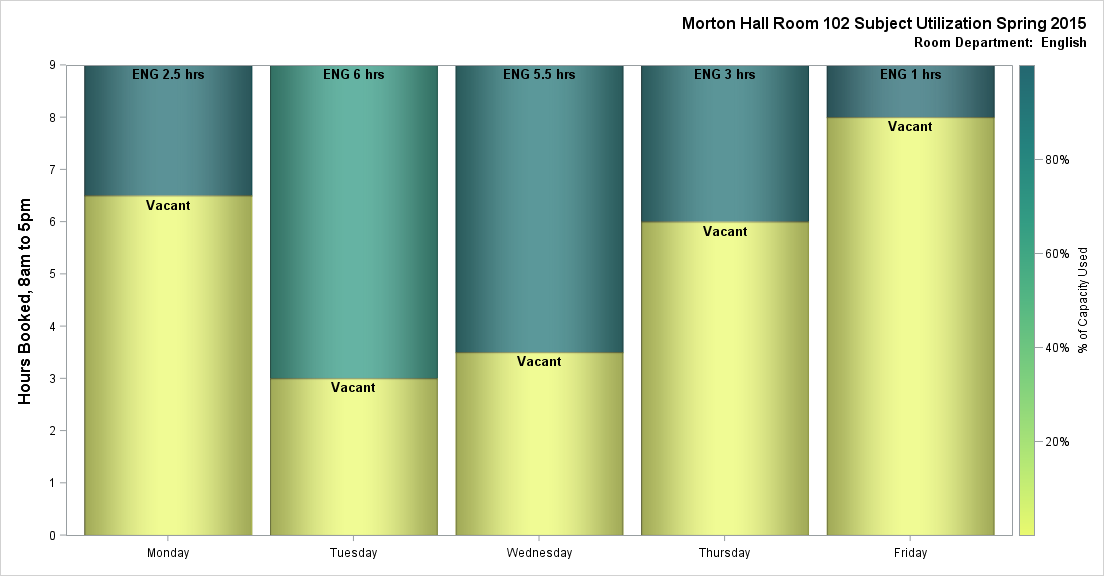 Morton Hall Room 102 Subject Utilization Spring 2015
Room Department:  English
Hours Booked, 8am to 5pm
9
8
7
6
5
4
3
2
1
0
ENG 2.5 hrs
Vacant
ENG 6 hrs
Vacant
ENG 5.5 hrs
Vacant
ENG 3 hrs
Vacant
ENG 1 hrs
Vacant
Monday
Tuesday
Wednesday
Thursday
Friday
80%
60%
40%
20%
% of Capacity Used